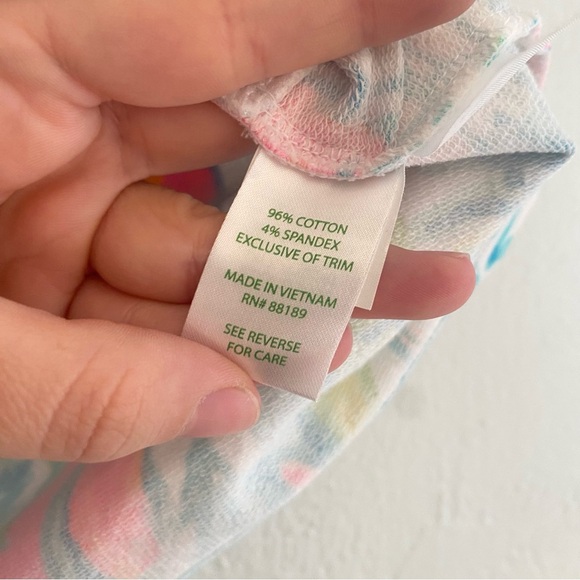 96% COTTON
4% SPANDEX
EXCLUSIVE OF TRIM
MADE IN VIETNAM
RN# 88189
SEE REVERSE
FOR CARE